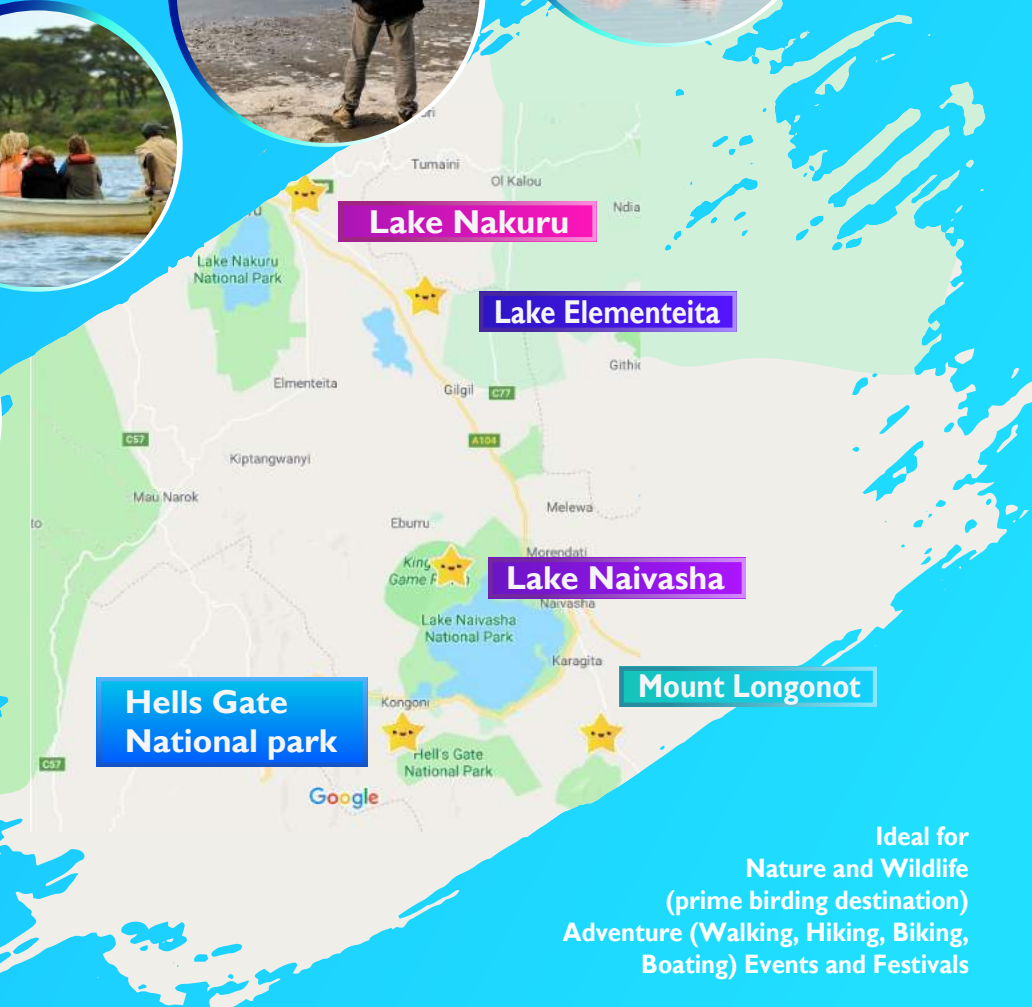 Tumaini
Ol Kalou
Ndia
Lake Nakuru
Lake Nakuru
National Park
Lake Elementeita
Githi
Elmenteita
Gilgil
C77
C57
A104
Kiptangwanyi
Mau Narok
Melewa
to
Eburru
Morendati
Game
Lake Naivasha
Naivasha
Lake Naivasha
National Park
Karagita
Mount Longonot
Hells Gate
National park
Kongoni
Hell's Gate
National Park
C57
Google
Ideal for
Nature and Wildlife
(prime birding destination)
Adventure (Walking, Hiking, Biking,
Boating) Events and Festivals